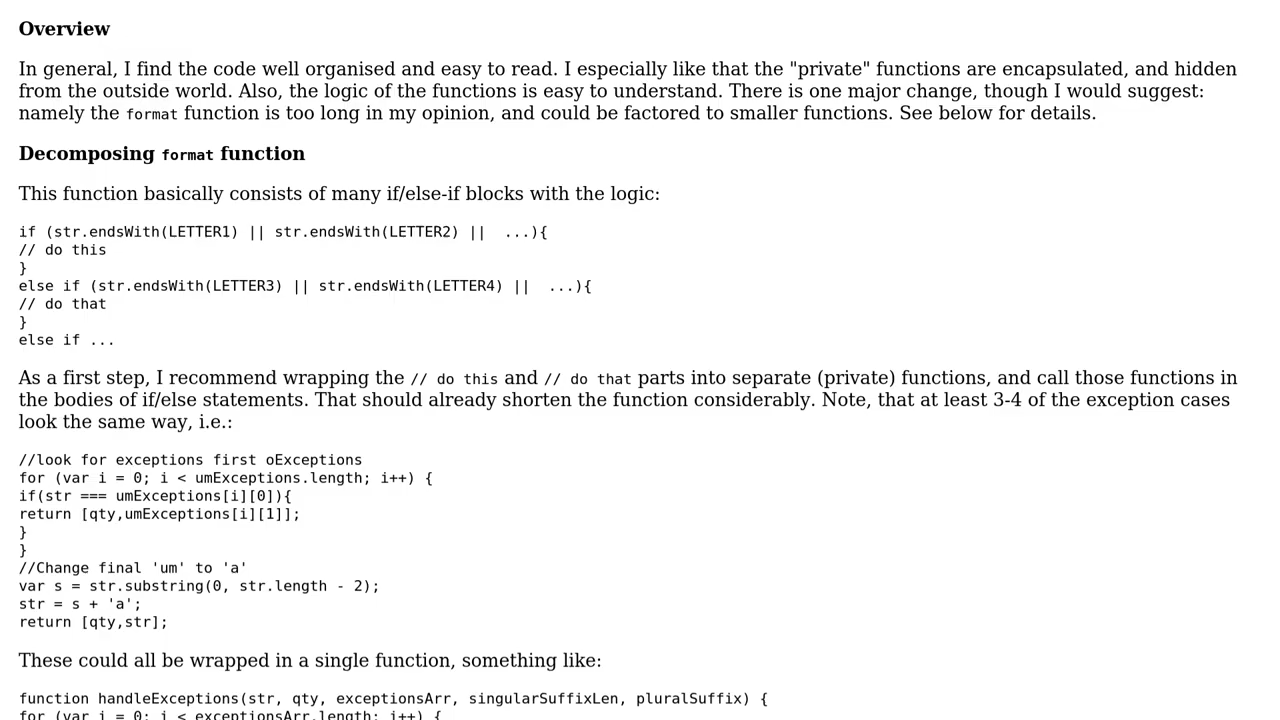 Overview
In general, I find the code well organised and easy to read. I especially like that the "private" functions are encapsulated, and hidden
from the outside world. Also, the logic of the functions is easy to understand. There is one major change, though I would suggest:
namely the format function is too long in my opinion, and could be factored to smaller functions. See below for details.
Decomposing format function
This function basically consists of many if/else-if blocks with the logic:
if (str.endsWith(LETTER1) || str.endsWith(LETTER2) ||  ...){
// do this
}
else if (str.endsWith(LETTER3) || str.endsWith(LETTER4) ||  ...){
// do that
}
else if ...
As a first step, I recommend wrapping the // do this and // do that parts into separate (private) functions, and call those functions in
the bodies of if/else statements. That should already shorten the function considerably. Note, that at least 3-4 of the exception cases
look the same way, i.e.:
//look for exceptions first oExceptions
for (var i = 0; i < umExceptions.length; i++) {
if(str === umExceptions[i][0]){
return [qty,umExceptions[i][1]];
}
}
//Change final 'um' to 'a'
var s = str.substring(0, str.length - 2);
str = s + 'a';
return [qty,str];
These could all be wrapped in a single function, something like:
function handleExceptions(str, qty, exceptionsArr, singularSuffixLen, pluralSuffix) {
for (var i = 0; i < exceptionsArr.length; i++) {